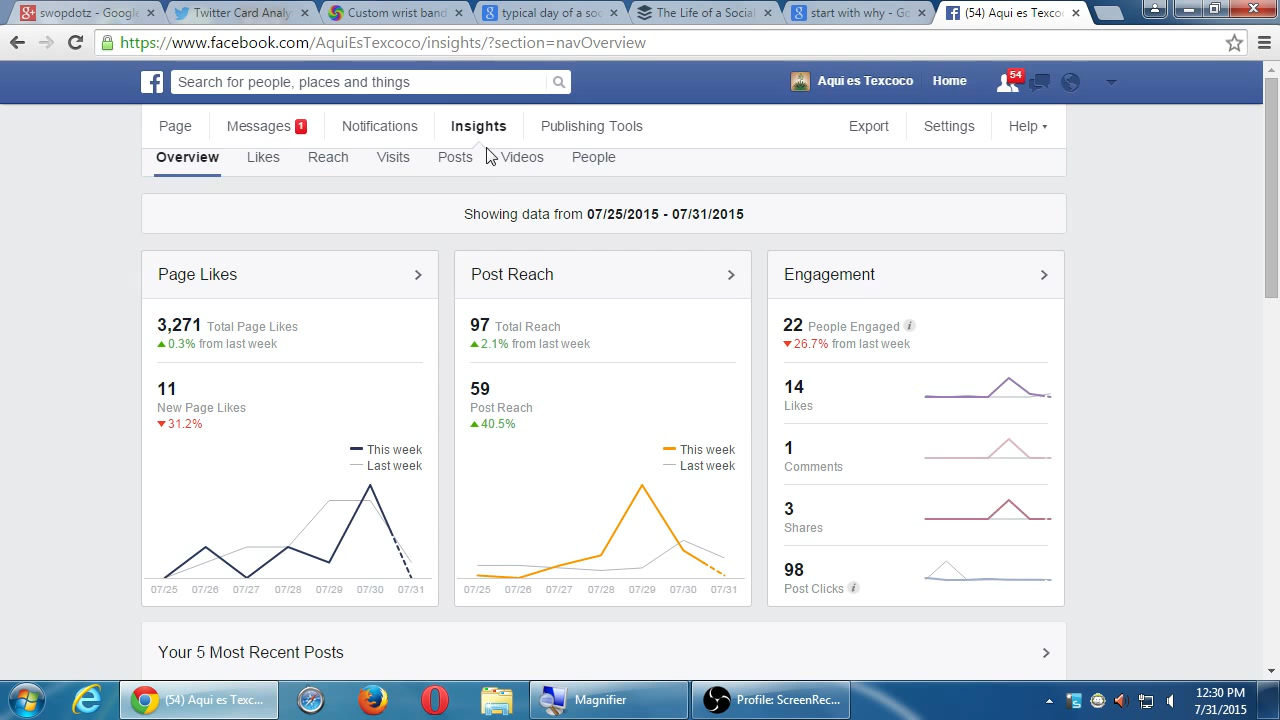 swopdotz - Google
Twitter Card Analy
Custom wrist band
typical day of a soc
The Life of a Social
start with why - Go
(54) Aqui es Texco
https://www.facebook.com/AquiEsTexcoco/insights/?section=navOverview
Search for people, places and things
Aqui es Texcoco
Home
54
Page
Messages 1
Notifications
Insights
Publishing Tools
Export
Settings
Help
Overview
Likes
Reach
Visits
Posts
Videos
People
Showing data from 07/25/2015 - 07/31/2015
Page Likes
3,271 Total Page Likes
0.3% from last week
11
New Page Likes
31.2%
This week
Last week
07/25 07/26 07/27 07/28 07/29 07/30 07/31
Post Reach
97 Total Reach
2.1% from last week
59
Post Reach
40.5%
This week
Last week
07/25 07/26 07/27 07/28 07/29 07/30 07/31
Engagement
22 People Engaged
26.7% from last week
14
Likes
1
Comments
3
Shares
98
Post Clicks
Your 5 Most Recent Posts
(54) Aqui es Texc...
Magnifier
Profile: ScreenRec...
12:30 PM
7/31/2015